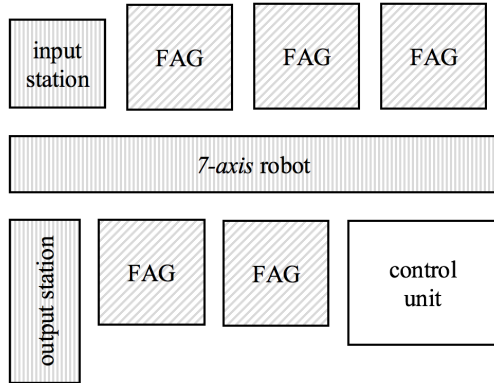 input
station
FAG
FAG
FAG
7-axis robot
output station
FAG
FAG
control
unit